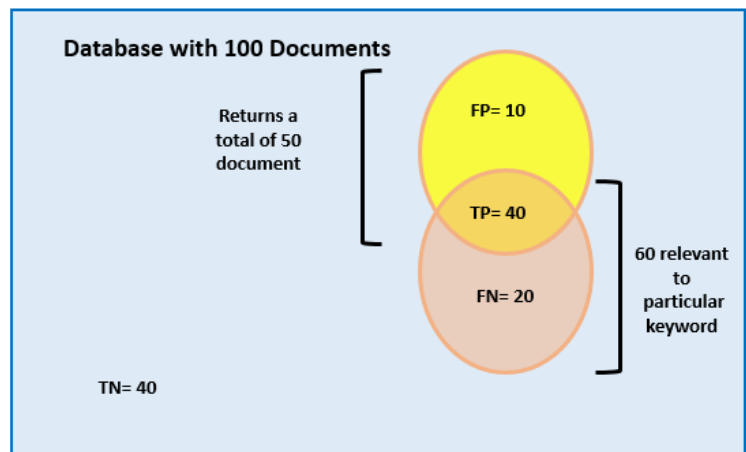 Database with 100 Documents
Returns a
total of 50
document
FP= 10
TP= 40
60 relevant
to
particular
keyword
FN= 20
TN= 40